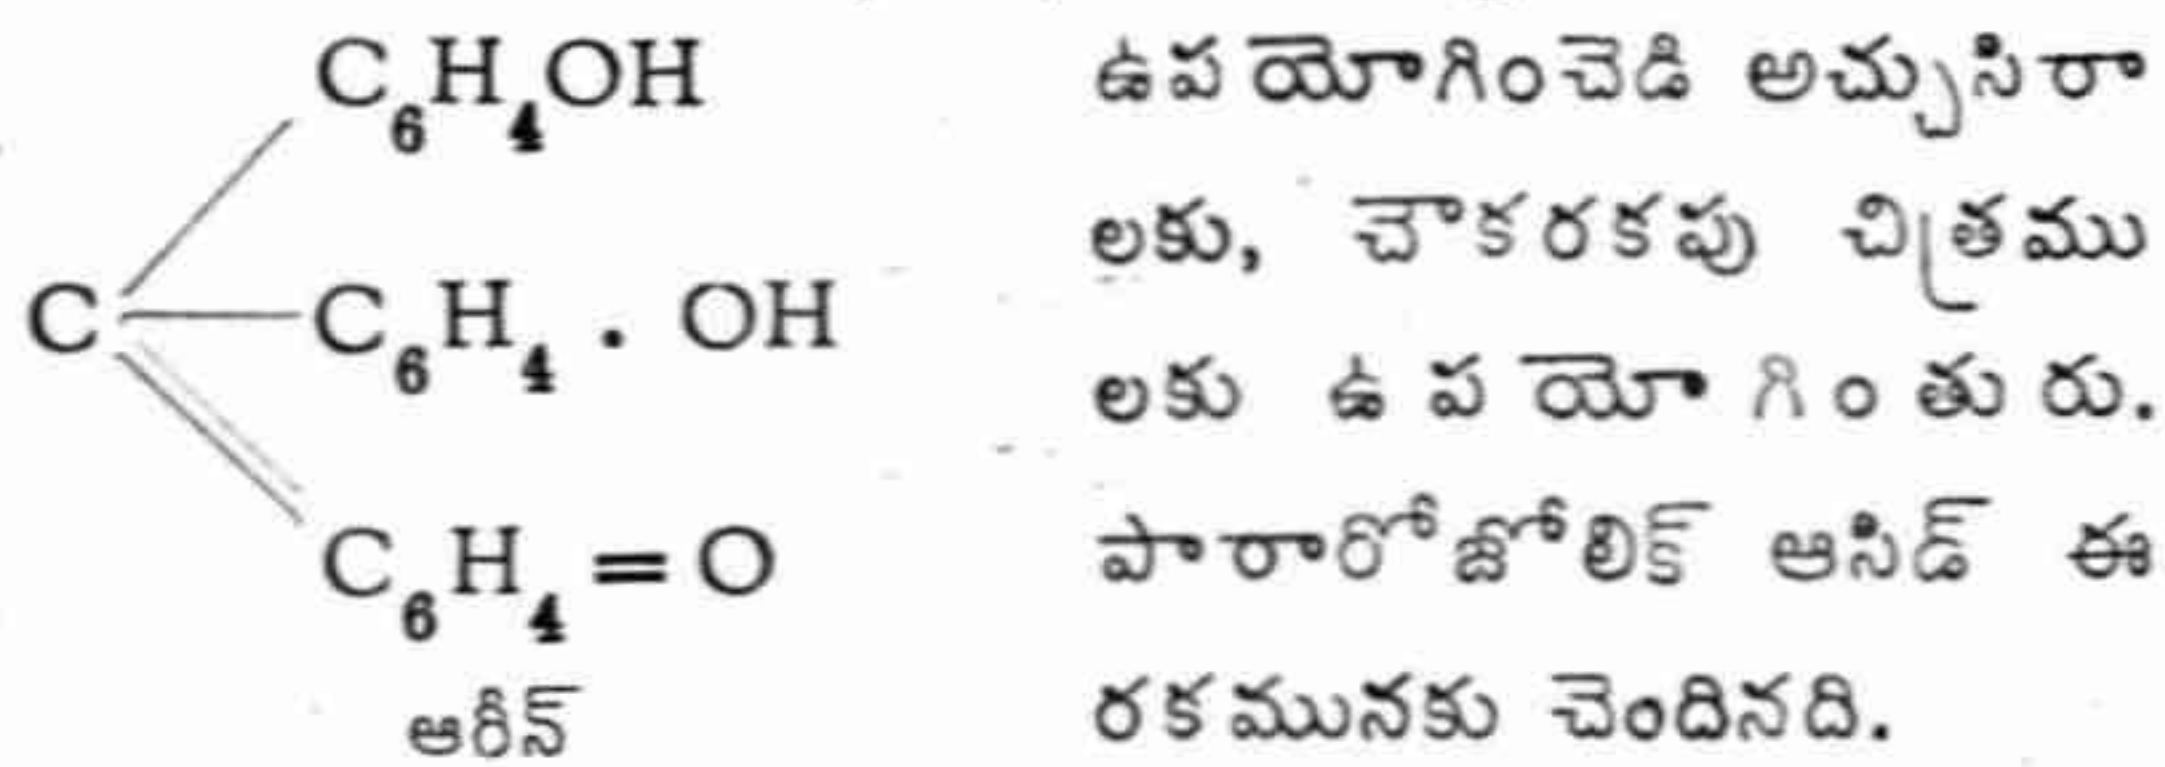 C₆H₄OH
C—C₆H₄ . OH
C₆H₄=O
ఆరీన్
ఉపయోగించెడి అచ్చుసిరా
లకు, చౌకరకపు చిత్రము
లకు ఉపయోగింతురు.
పారారోజోలిక్ ఆసిడ్ ఈ
రకమునకు చెందినది.